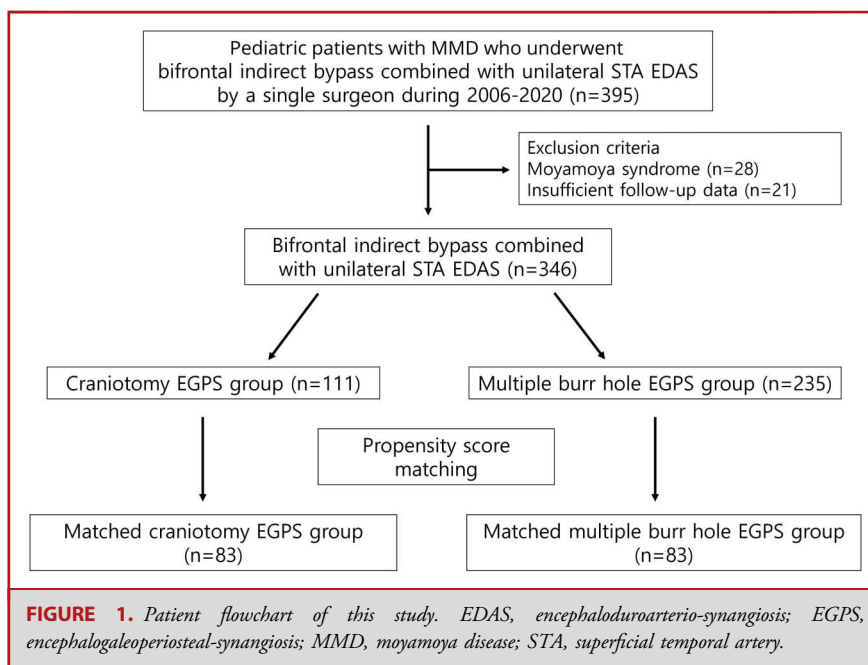 Pediatric patients with MMD who underwent
bifrontal indirect bypass combined with unilateral STA EDAS
by a single surgeon during 2006-2020 (n=395)
Exclusion criteria
Moyamoya syndrome (n=28)
Insufficient follow-up data (n=21)
Bifrontal indirect bypass combined
with unilateral STA EDAS (n=346)
Craniotomy EGPS group (n=111)
Multiple burr hole EGPS group (n=235)
Propensity score
matching
Matched craniotomy EGPS group
(n=83)
Matched multiple burr hole EGPS group
(n=83)
FIGURE 1. Patient flowchart of this study. EDAS, encephaloduroarterio-synangiosis; EGPS,
encephalogaleoperiosteal-synangiosis; MMD, moyamoya disease; STA, superficial temporal artery.